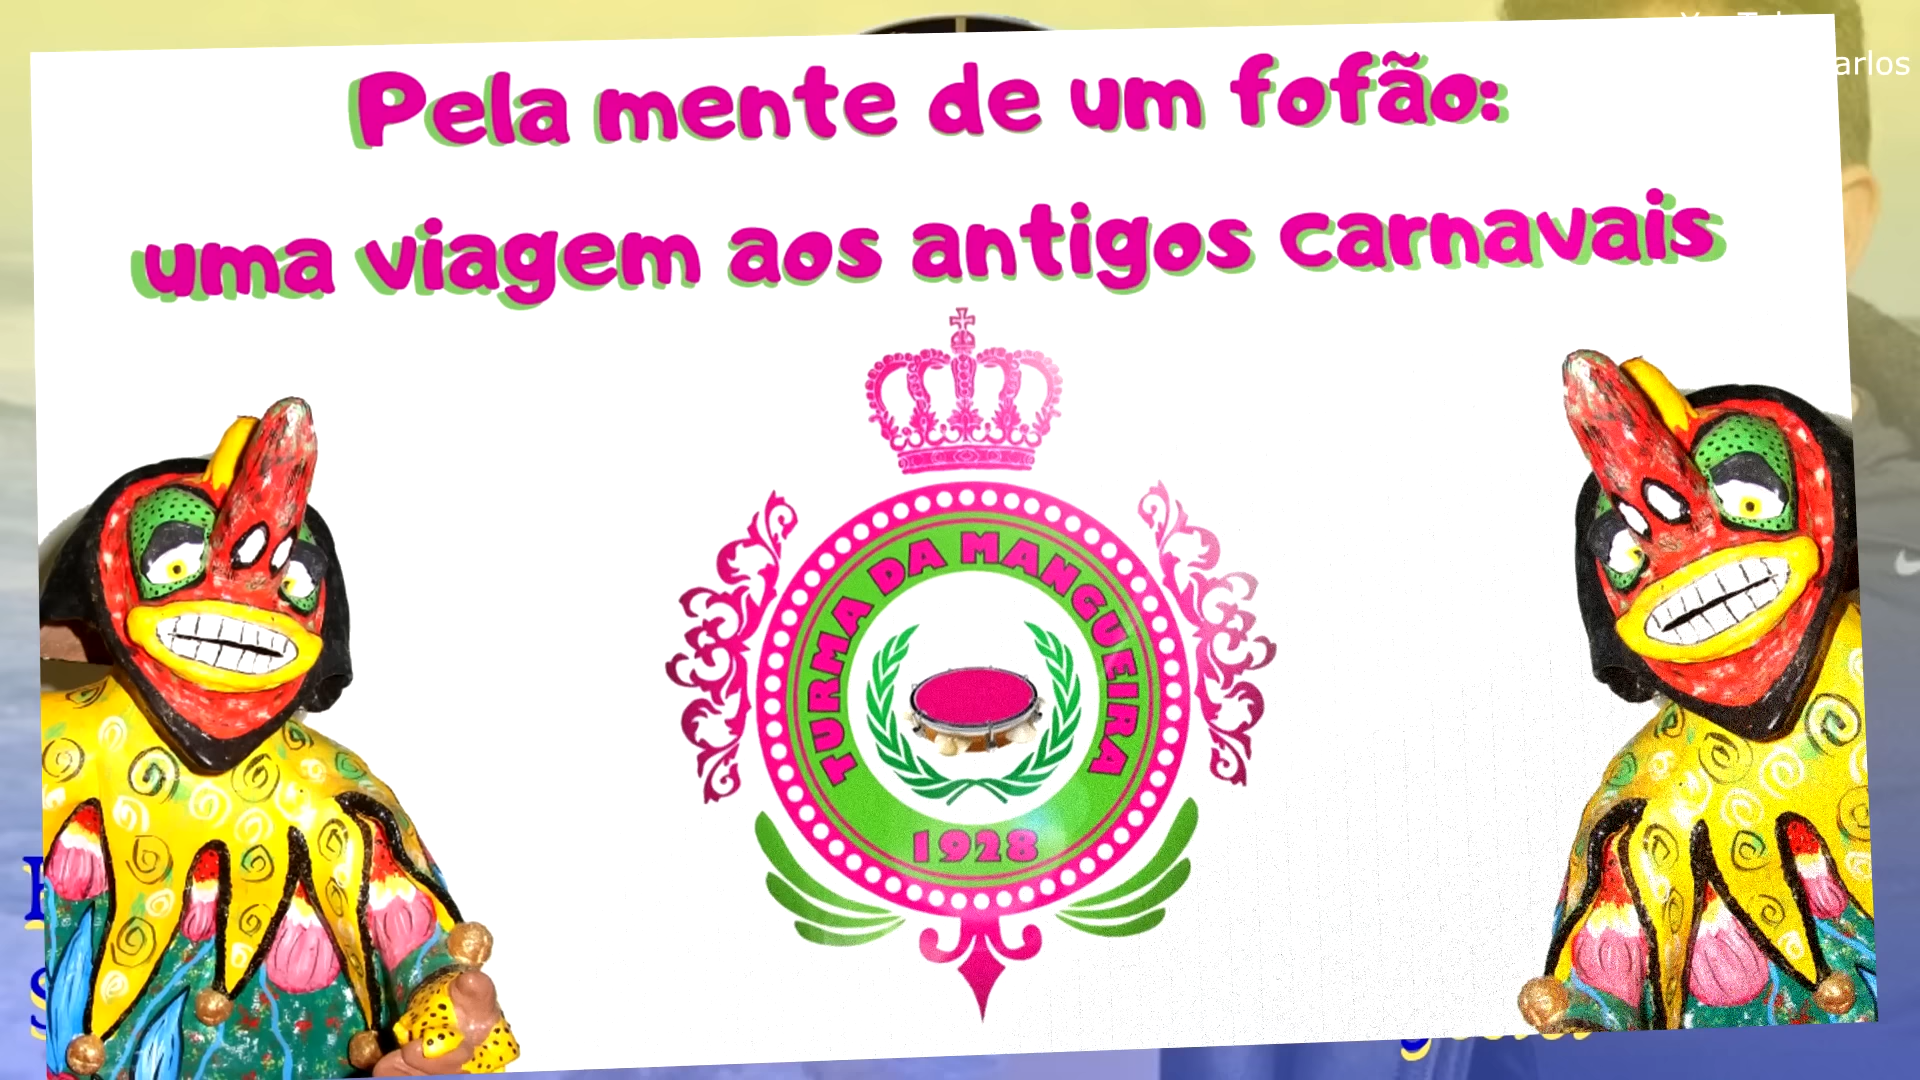 Pela mente de um fofão:
uma viagem aos antigos carnavais
TURMA DA MANGUEIRA
1928